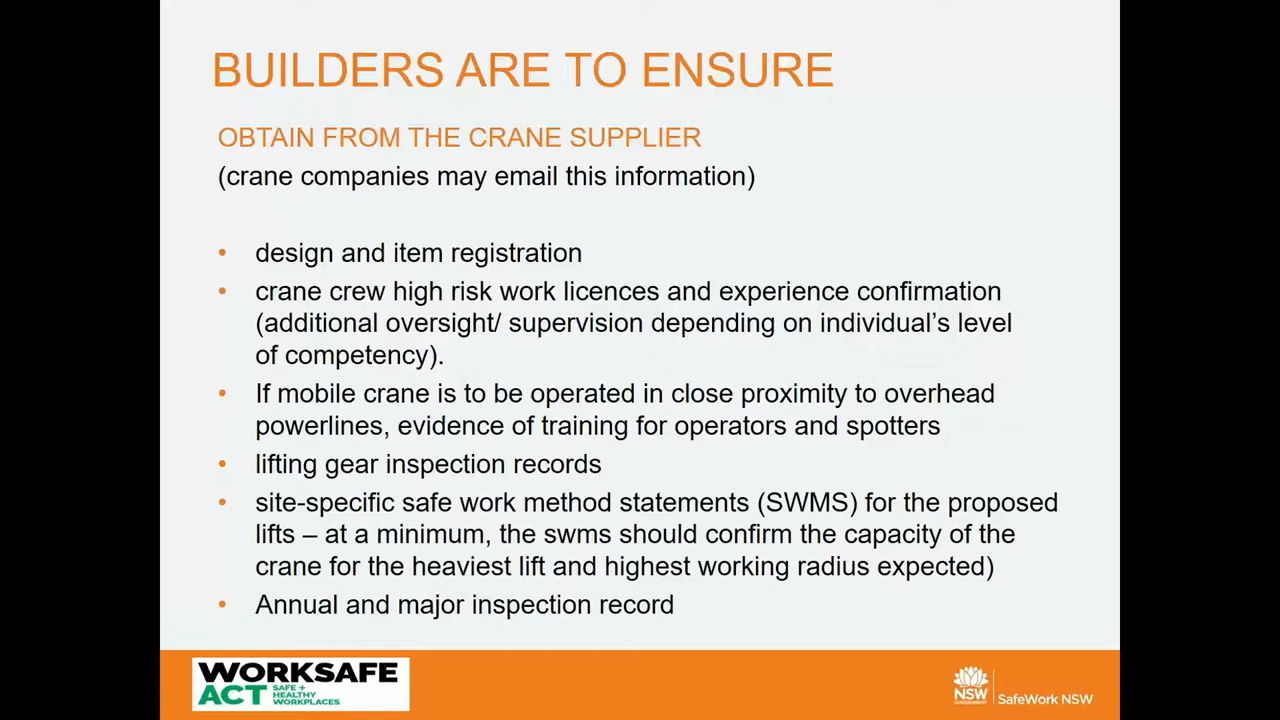 BUILDERS ARE TO ENSURE
OBTAIN FROM THE CRANE SUPPLIER
(crane companies may email this information)
• design and item registration
• crane crew high risk work licences and experience confirmation
(additional oversight/ supervision depending on individual’s level
of competency).
• If mobile crane is to be operated in close proximity to overhead
powerlines, evidence of training for operators and spotters
• lifting gear inspection records
• site-specific safe work method statements (SWMS) for the proposed
lifts – at a minimum, the swms should confirm the capacity of the
crane for the heaviest lift and highest working radius expected)
• Annual and major inspection record
WORKSAFE
ACT
SAFE +
HEALTHY
WORKPLACES
NSW
GOVERNMENT
SafeWork NSW